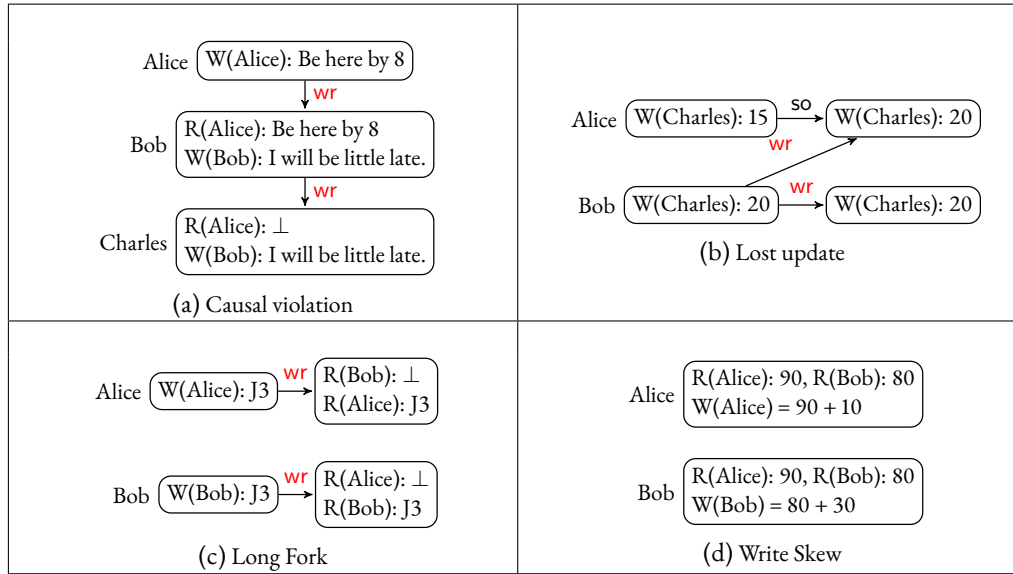 Alice W(Alice): Be here by 8
wr
Bob R(Alice): Be here by 8
W(Bob): I will be little late.
wr
Charles R(Alice): ⊥
W(Bob): I will be little late.
(a) Causal violation
Alice W(Charles): 15 so W(Charles): 20
wr
Bob W(Charles): 20 wr W(Charles): 20
(b) Lost update
Alice W(Alice): J3 wr R(Bob): ⊥
R(Alice): J3
Bob W(Bob): J3 wr R(Alice): ⊥
R(Bob): J3
(c) Long Fork
Alice R(Alice): 90, R(Bob): 80
W(Alice) = 90 + 10
Bob R(Alice): 90, R(Bob): 80
W(Bob) = 80 + 30
(d) Write Skew